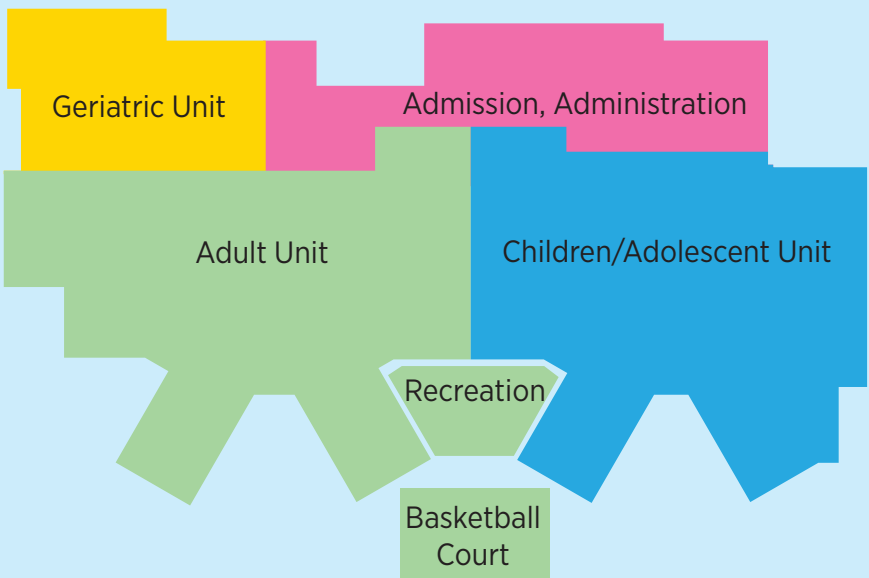 Geriatric Unit
Admission, Administration
Adult Unit
Children/Adolescent Unit
Recreation
Basketball
Court